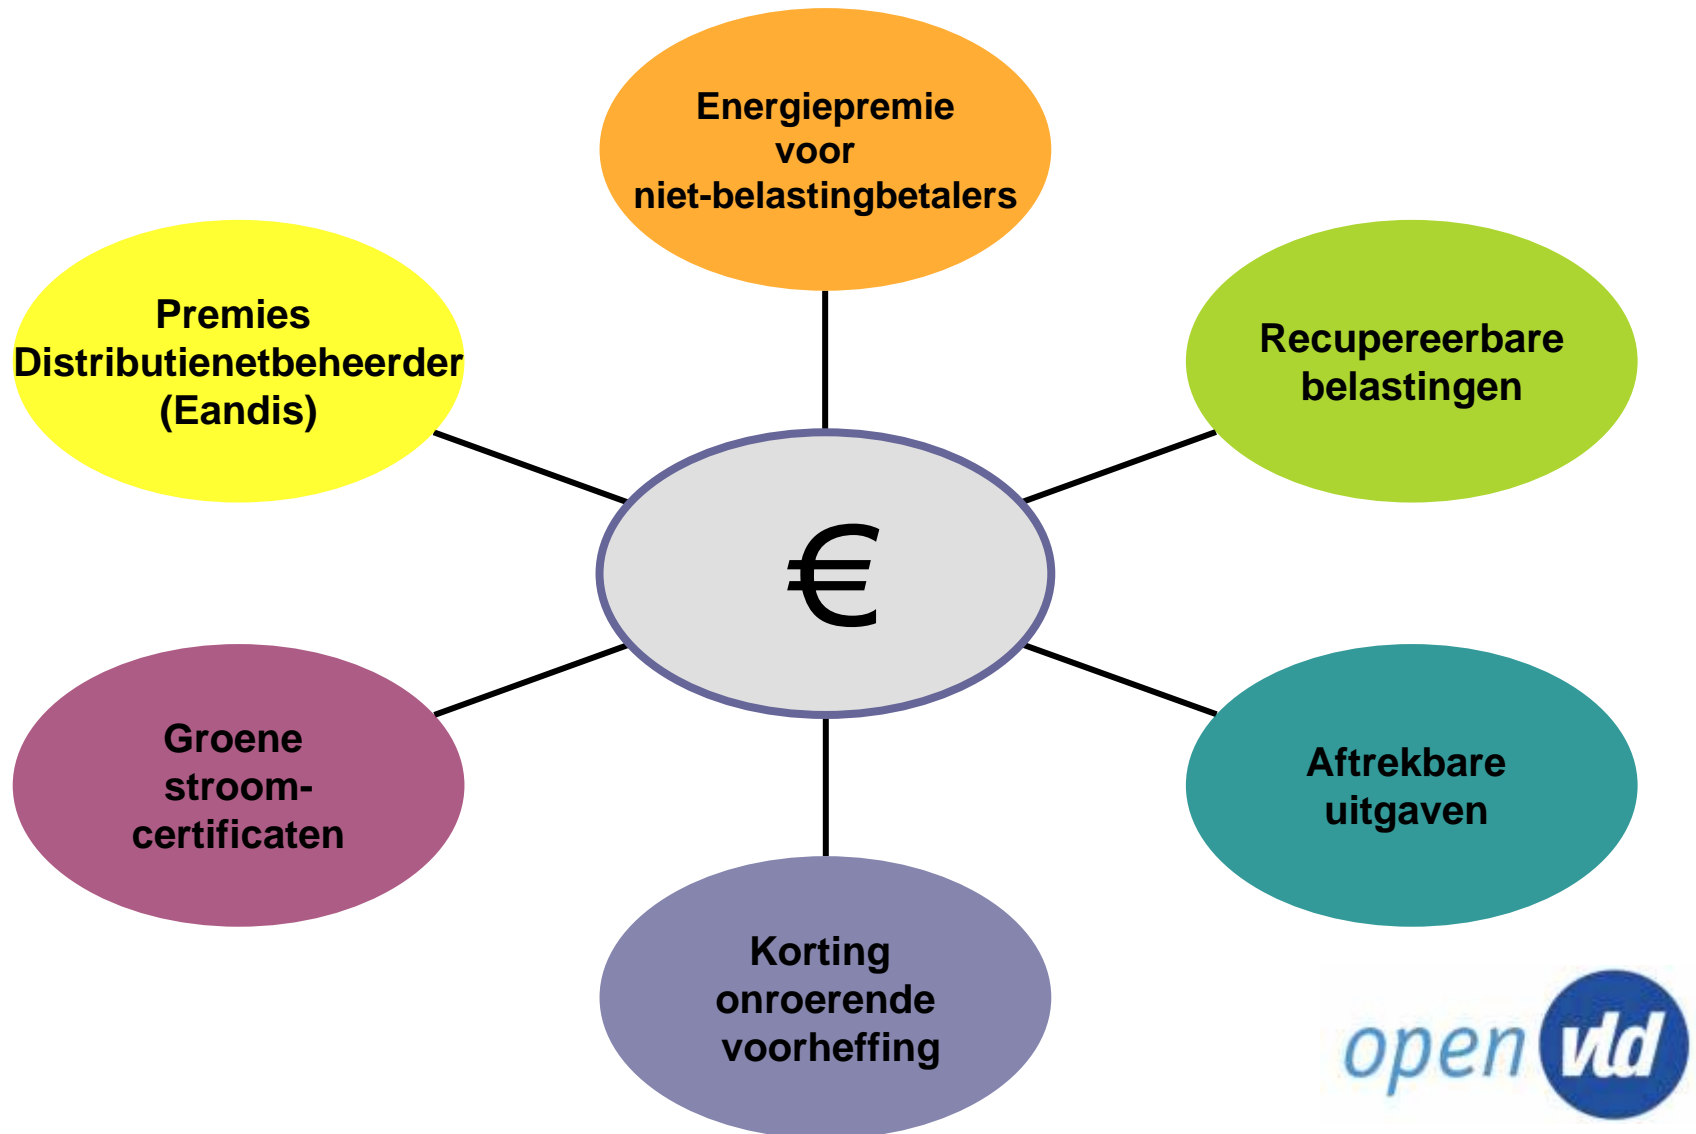 Energiepremie
voor
niet-belastingbetalers
Premies
Distributienetbeheerder
(Eandis)
Recupereerbare
belastingen
€
Groene
stroom-
certificaten
Aftrekbare
uitgaven
Korting
onroerende
voorheffing
open vld